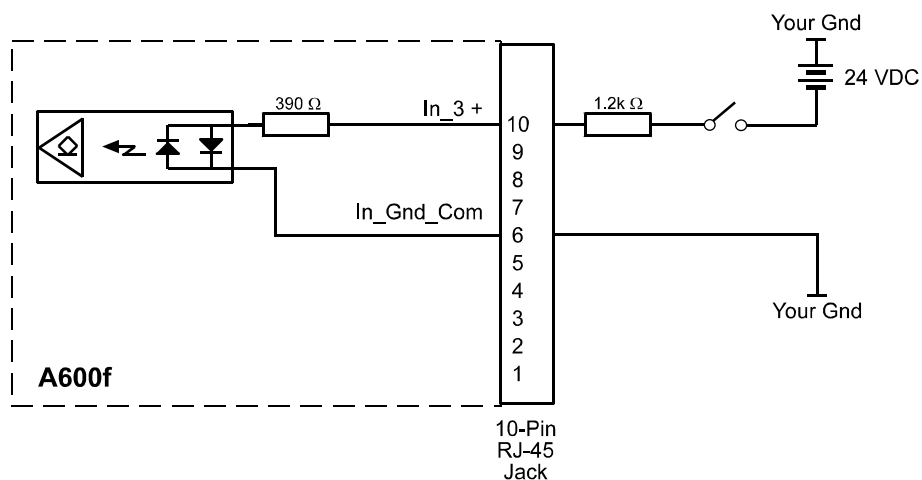 Your Gnd
24 VDC
390 Ω
In_3 +
1.2k Ω
10
9
8
7
In_Gnd_Com
6
5
4
Your Gnd
3
2
A600f
1
10-Pin
RJ-45
Jack